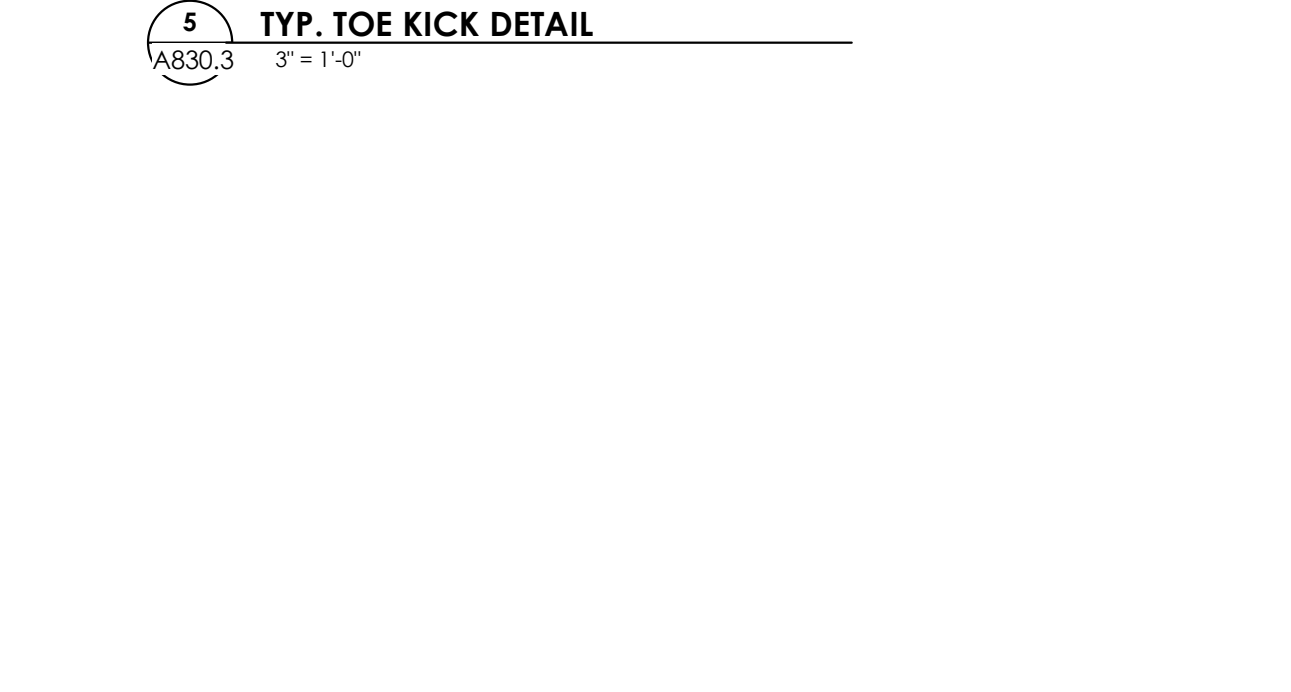 5
TYP. TOE KICK DETAIL
A830.3
3" = 1'-0"